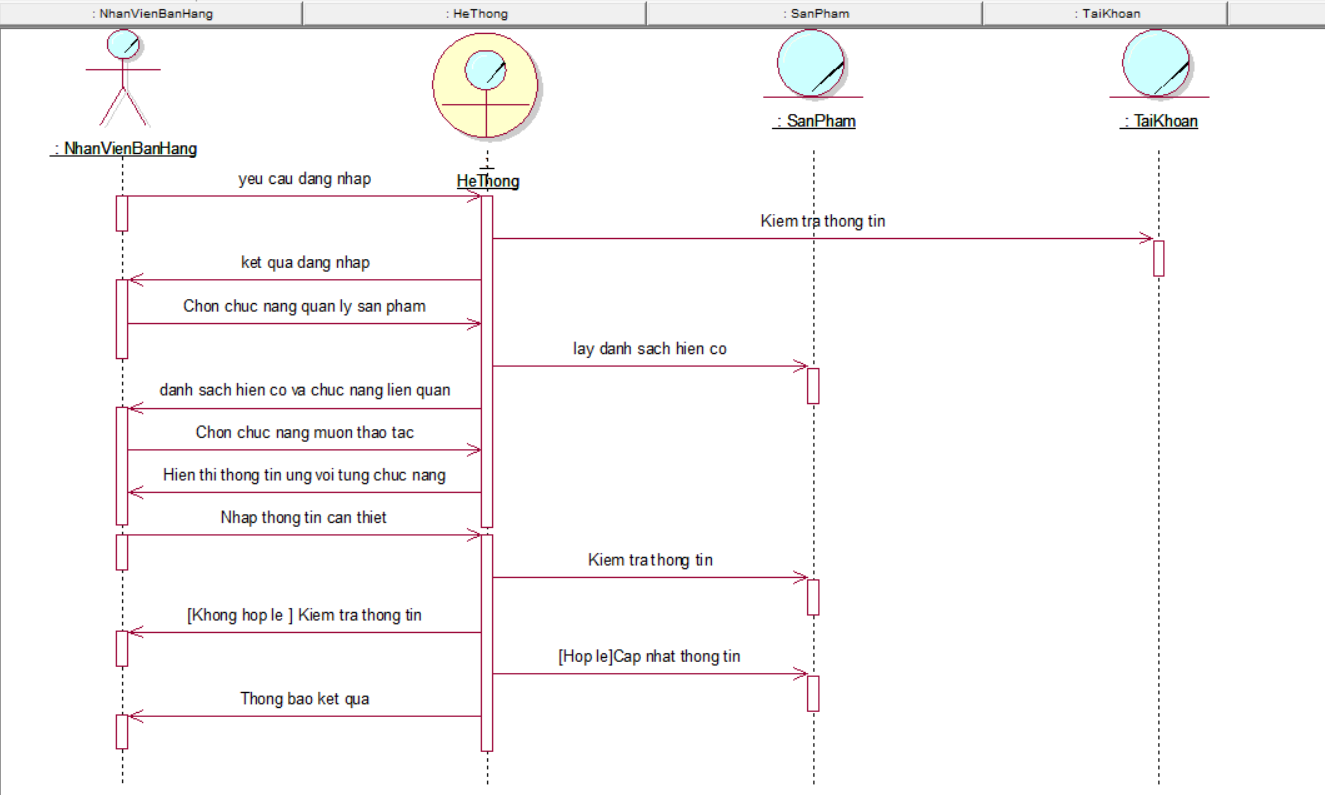 : NhanVienBanHang
: HeThong
: SanPham
: TaiKhoan
: NhanVienBanHang
:
HeThong
: SanPham
: TaiKhoan
yeu cau dang nhap
Kiem tra thong tin
ket qua dang nhap
Chon chuc nang quan ly san pham
lay danh sach hien co
danh sach hien co va chuc nang lien quan
Chon chuc nang muon thao tac
Hien thi thong tin ung voi tung chuc nang
Nhap thong tin can thiet
Kiem tra thong tin
[Khong hop le ] Kiem tra thong tin
[Hop le]Cap nhat thong tin
Thong bao ket qua